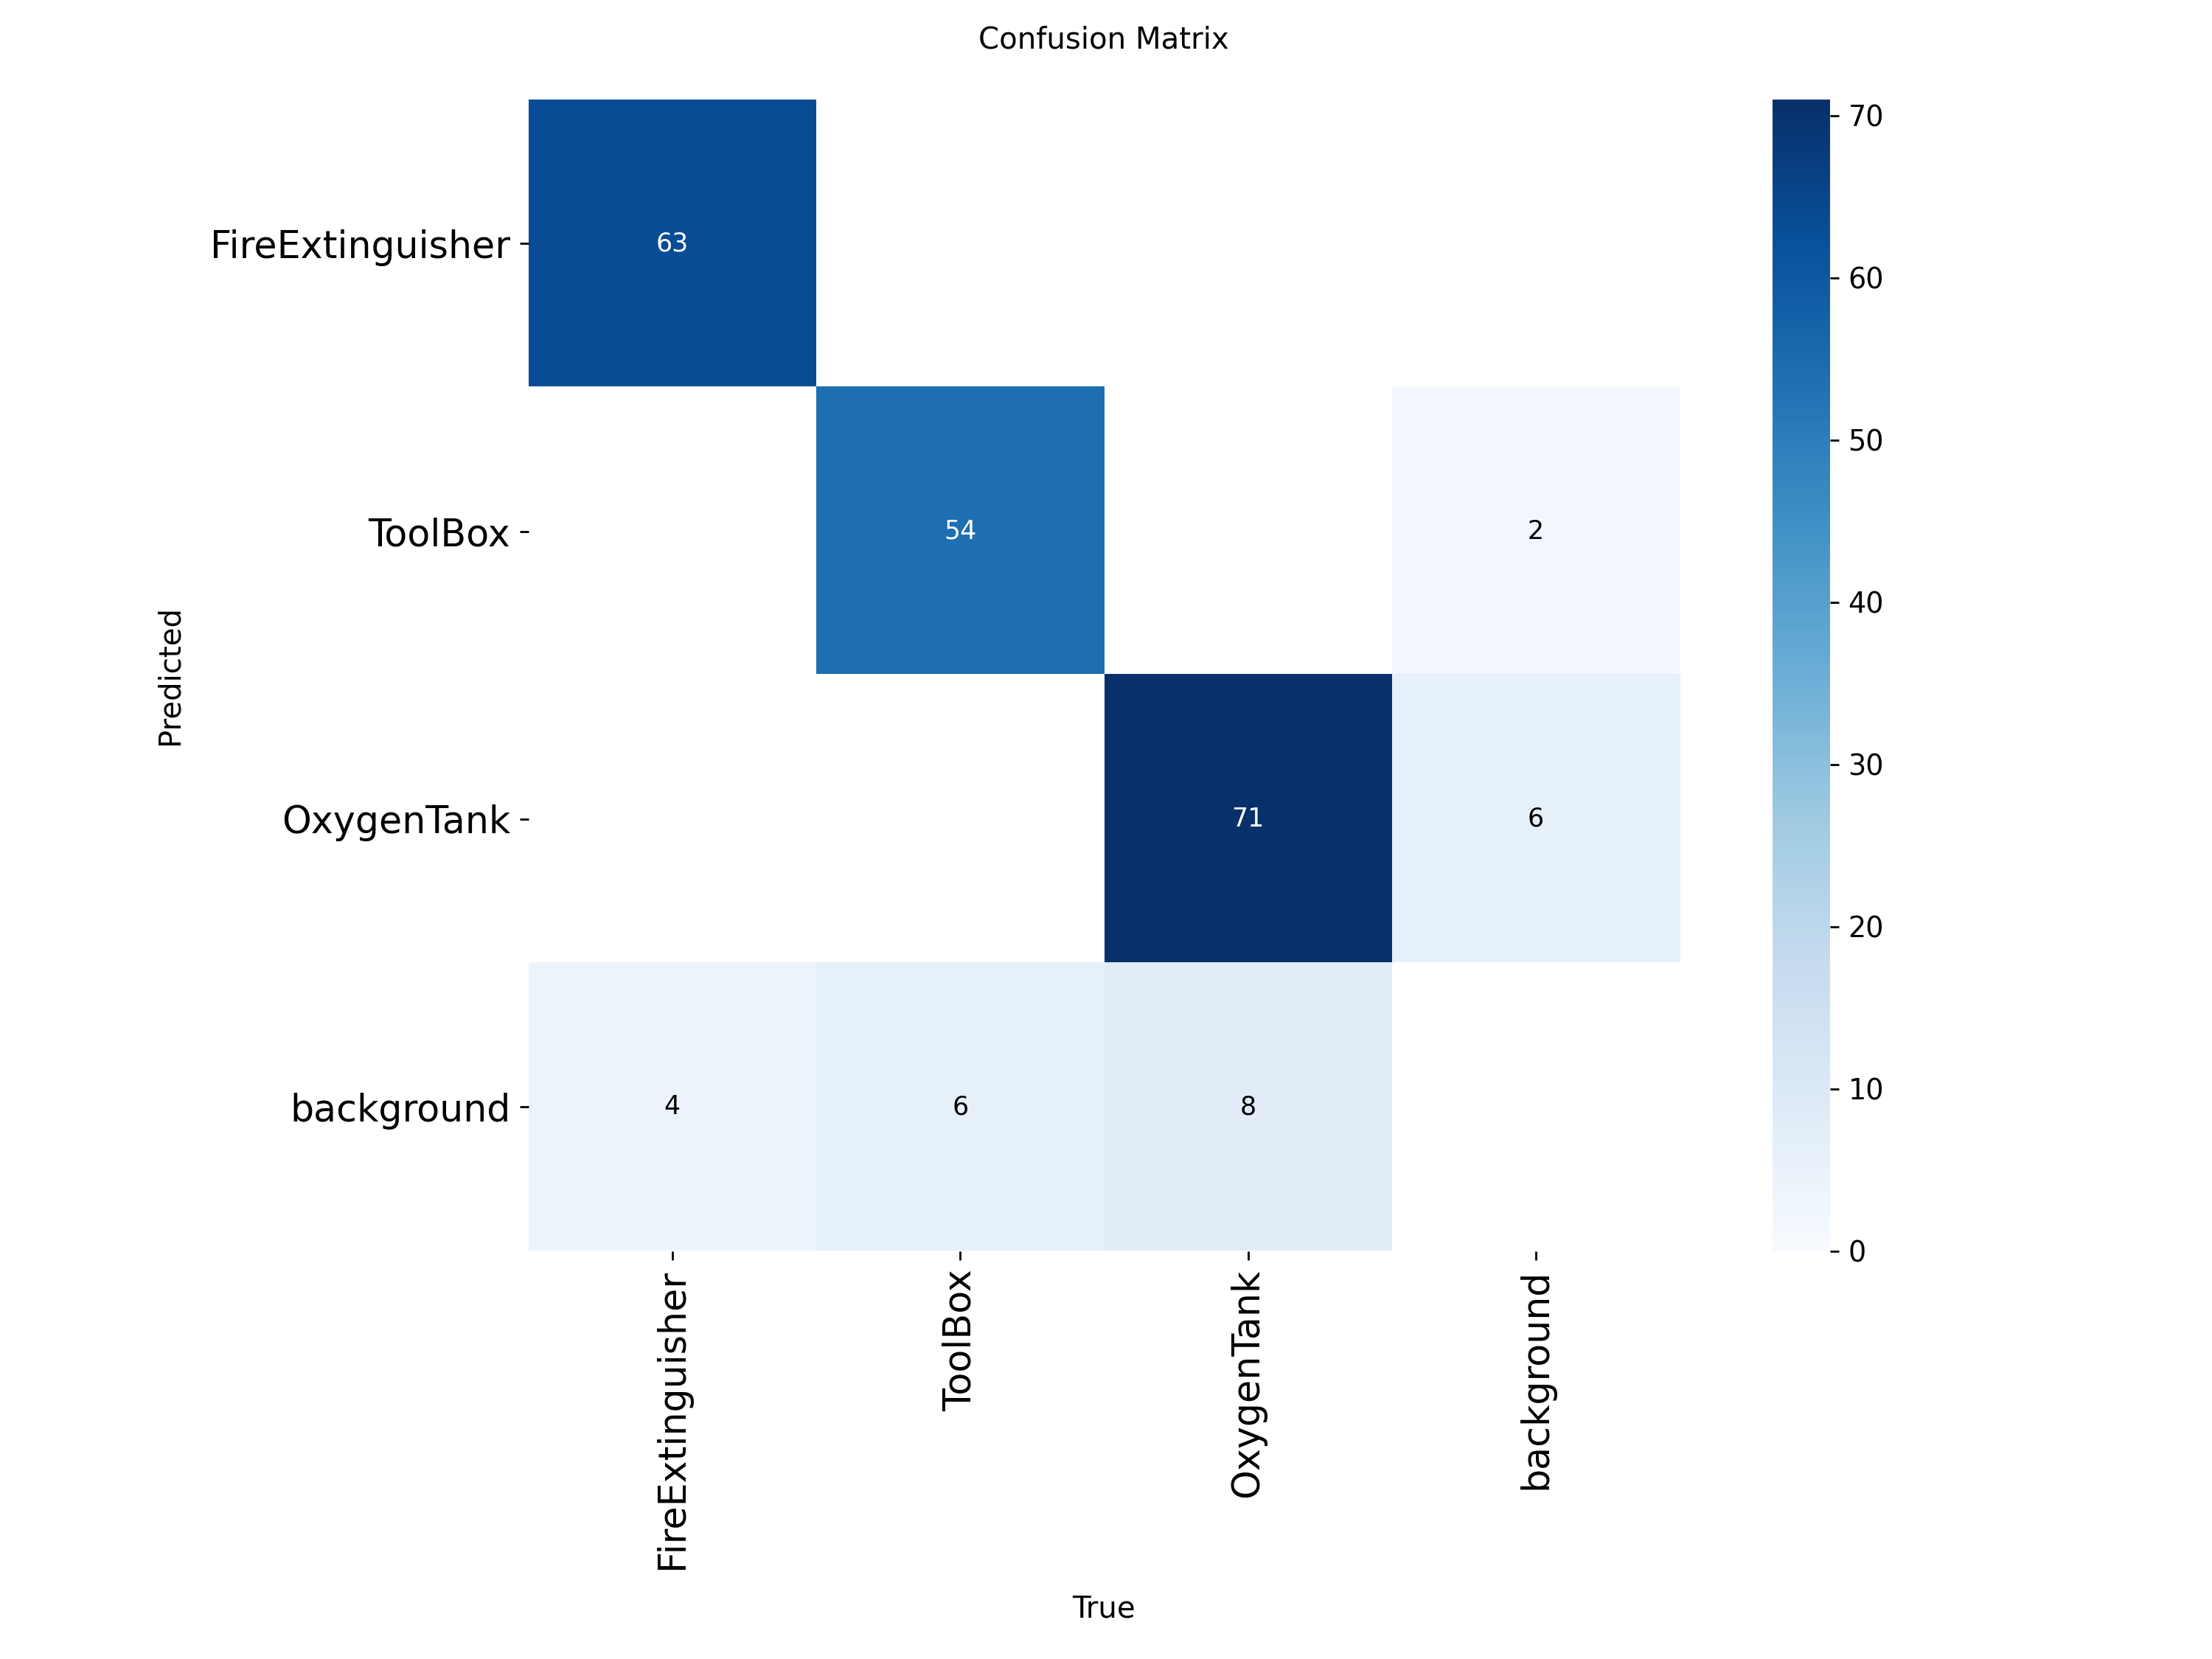 Confusion Matrix
FireExtinguisher
63
ToolBox
54
2
Predicted
OxygenTank
71
6
background
4
6
8
FireExtinguisher
ToolBox
OxygenTank
background
True
70
60
50
40
30
20
10
0